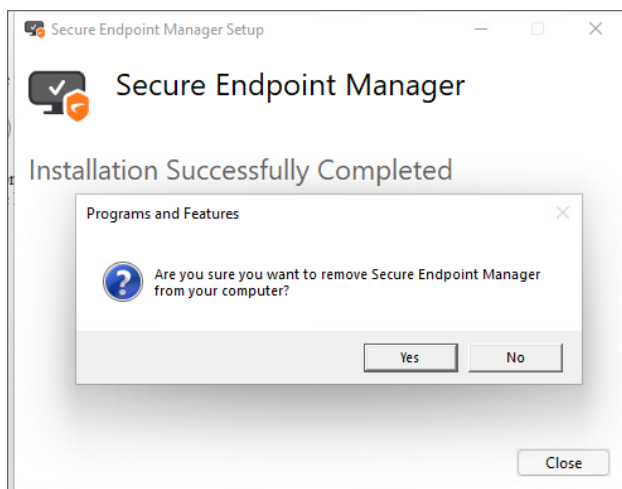 Secure Endpoint Manager Setup
Secure Endpoint Manager
Installation Successfully Completed
Programs and Features
Are you sure you want to remove Secure Endpoint Manager
from your computer?
Yes
No
Close